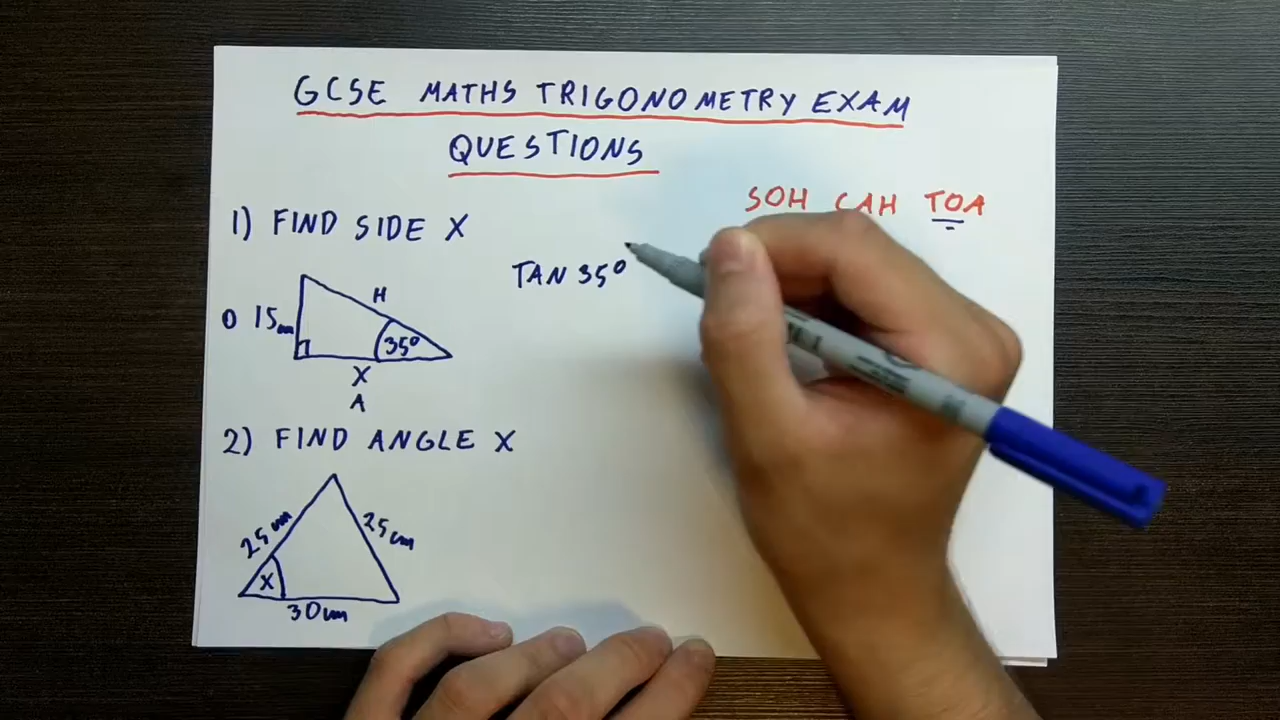 GCSE MATHS TRIGONOMETRY EXAM
QUESTIONS
SOH CAH TOA
1) FIND SIDE X
TAN 35°
H
O 15cm
35°
X
A
2) FIND ANGLE X
25cm
25cm
X
30cm